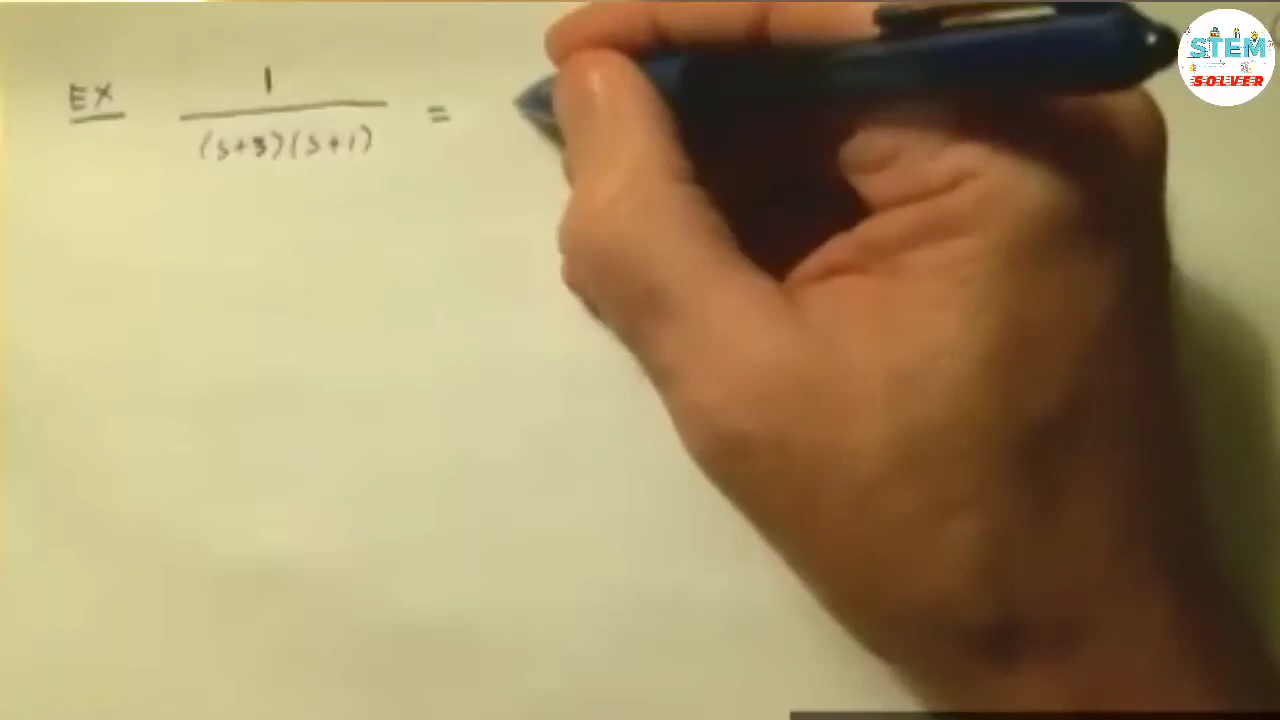 EX 1
(s+3)(s+1) =
STEM
SOLVER